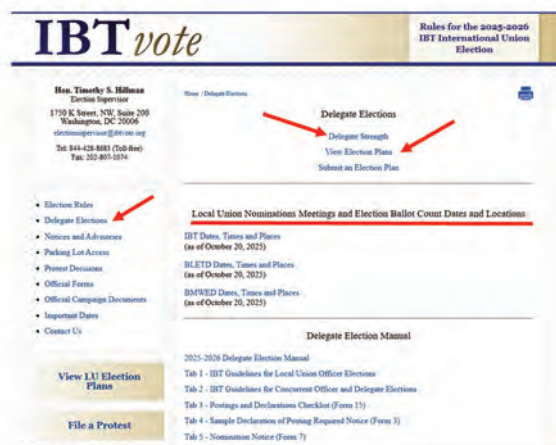 IBTvote
Rules for the 2025-2026
IBT International Union
Election
Hon. Timothy S. Hillman
Election Supervisor
1750 K Street, NW, Suite 200
Washington, DC 20006
electionsupervisor@ibtvote.org
Tel: 844-428-8683 (Toll-free)
Fax: 202-807-1074
Election Rules
Delegate Elections
Notices and Advisories
Parking Lot Access
Protest Decisions
Official Forms
Official Campaign Documents
Important Dates
Contact Us
View LU Election
Plans
File a Protest
Home / Delegate Elections
Delegate Elections
Delegate Strength
View Election Plans
Submit an Election Plan
Local Union Nominations Meetings and Election Ballot Count Dates and Locations
IBT Dates, Times and Places
(as of October 20, 2025)
BLETD Dates, Times and Places
(as of October 20, 2025)
BMWED Dates, Times and Places
(as of October 20, 2025)
Delegate Election Manual
2025-2026 Delegate Election Manual
Tab 1 - IBT Guidelines for Local Union Officer Elections
Tab 2 - IBT Guidelines for Concurrent Officer and Delegate Elections
Tab 3 - Postings and Declarations Checklist (Form 15)
Tab 4 - Sample Declaration of Posting Required Notice (Form 3)
Tab 5 - Nomination Notice (Form 7)